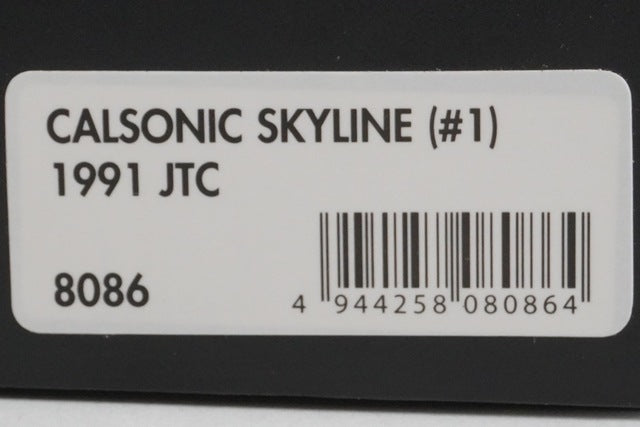 CALSONIC SKYLINE (#1)
1991 JTC
8086
4 944258 080864